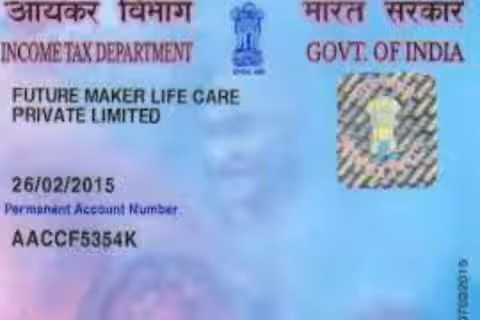 आयकर विभाग
भारत सरकार
INCOME TAX DEPARTMENT
GOVT. OF INDIA
FUTURE MAKER LIFE CARE
PRIVATE LIMITED
26/02/2015
Permanent Account Number
AACCF5354K